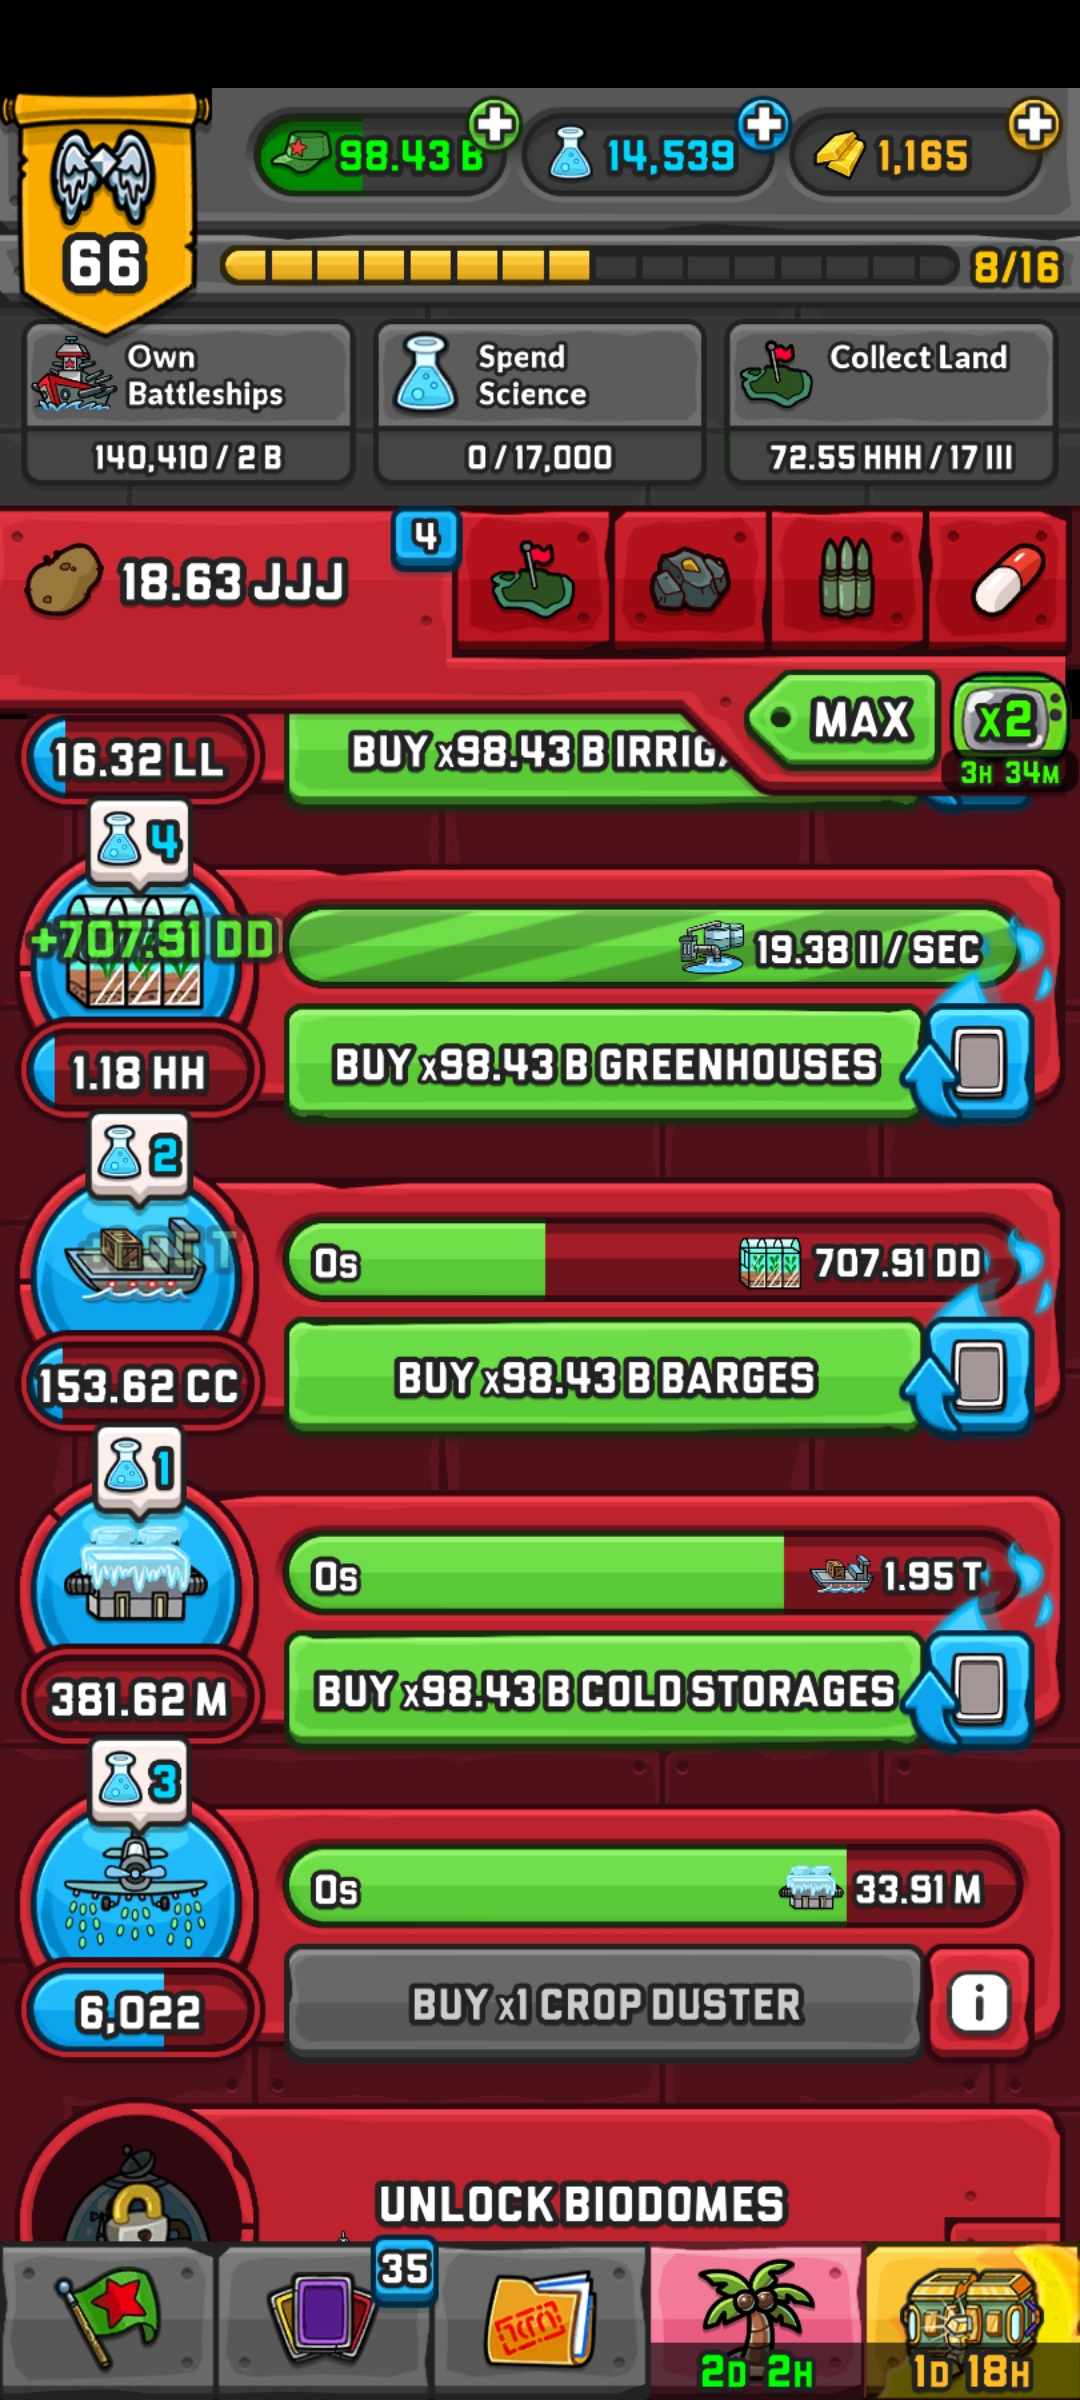 98.43 B
14,539
1,165
66
8/16
Own
Battleships
140,410 / 2 B
Spend
Science
0 / 17,000
Collect Land
72.55 HHH / 17 III
18.63 JJJ
4
MAX
x2
3H 34M
16.32 LL
BUY x98.43 B
4
+707.91 DD
19.38 II / SEC
1.18 HH
BUY x98.43 B GREENHOUSES
2
0s
707.91 DD
153.62 CC
BUY x98.43 B BARGES
1
0s
1.95 T
381.62 M
BUY x98.43 B COLD STORAGES
3
0s
33.91 M
6,022
BUY x1 CROP DUSTER
i
UNLOCK BIODOMES
35
2D 2H
1D 18H